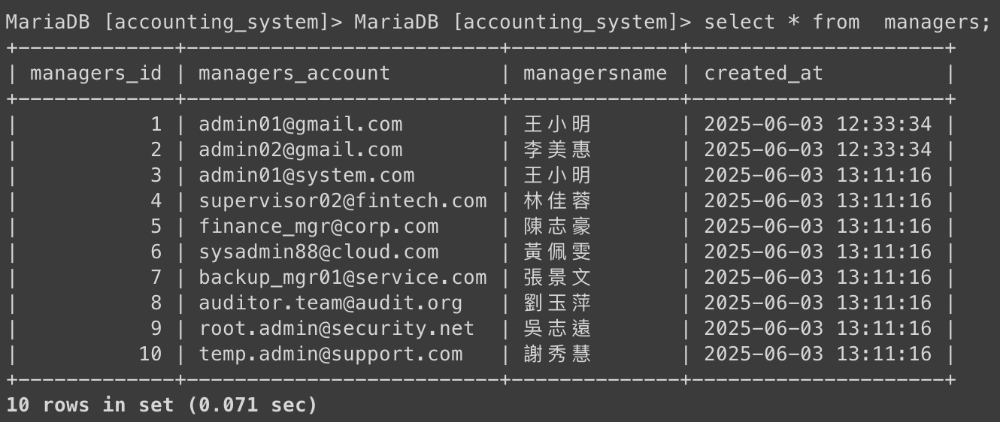 MariaDB [accounting_system]> MariaDB [accounting_system]> select * from  managers;
+-------------+--------------------------+--------------+---------------------+
| managers_id | managers_account         | managersname | created_at          |
+-------------+--------------------------+--------------+---------------------+
|           1 | admin01@gmail.com        | 王小明       | 2025-06-03 12:33:34 |
|           2 | admin02@gmail.com        | 李美惠       | 2025-06-03 12:33:34 |
|           3 | admin01@system.com       | 王小明       | 2025-06-03 13:11:16 |
|           4 | supervisor02@fintech.com | 林佳蓉       | 2025-06-03 13:11:16 |
|           5 | finance_mgr@corp.com     | 陳志豪       | 2025-06-03 13:11:16 |
|           6 | sysadmin88@cloud.com     | 黃佩雯       | 2025-06-03 13:11:16 |
|           7 | backup_mgr01@service.com | 張景文       | 2025-06-03 13:11:16 |
|           8 | auditor.team@audit.org   | 劉玉萍       | 2025-06-03 13:11:16 |
|           9 | root.admin@security.net  | 吳志遠       | 2025-06-03 13:11:16 |
|          10 | temp.admin@support.com   | 謝秀慧       | 2025-06-03 13:11:16 |
+-------------+--------------------------+--------------+---------------------+
10 rows in set (0.071 sec)